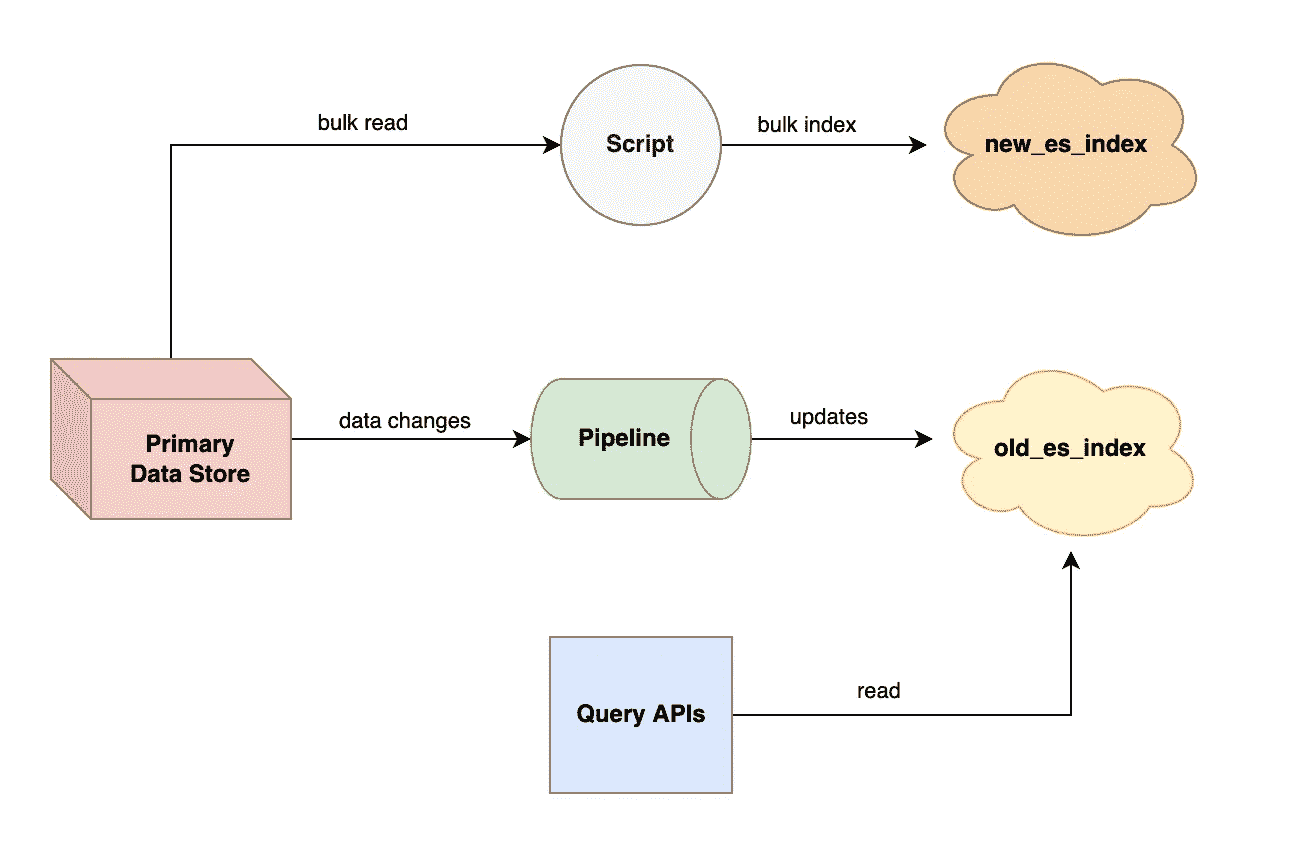 bulk read
Script
bulk index
new_es_index
Primary
Data Store
data changes
Pipeline
updates
old_es_index
Query APIs
read